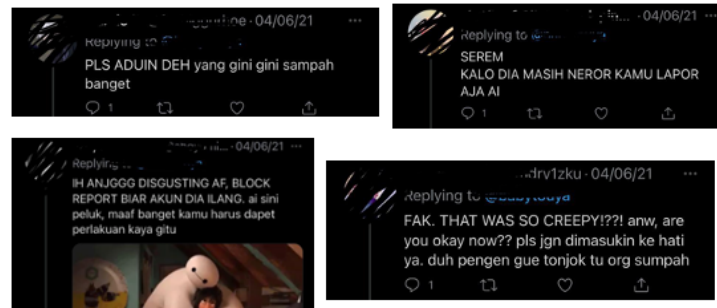 04/06/21
Replying to
PLS ADUIN DEH yang gini gini sampah
banget
1
04/06/21
Replying to
SEREM
KALO DIA MASIH NEROR KAMU LAPOR
AJA AI
1
04/06/21
IH ANJGGG DISGUSTING AF, BLOCK
REPORT BIAR AKUN DIA ILANG. ai sini
peluk, maaf banget kamu harus dapet
perlakuan kaya gitu
04/06/21
Replying to
FAK. THAT WAS SO CREEPY!??! anw, are
you okay now?? pls jgn dimasukin ke hati
ya. duh pengen gue tonjok tu org sumpah
1